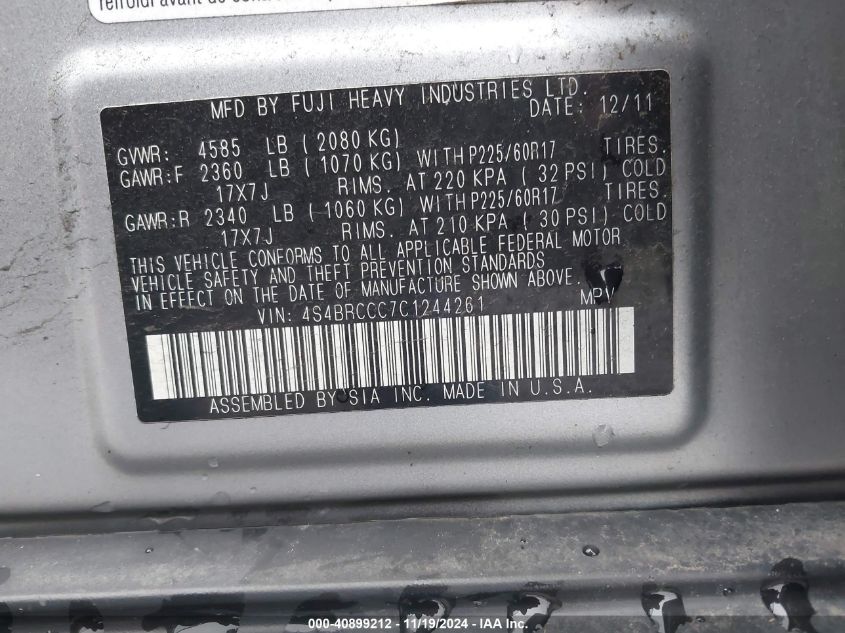 refroidi avant de
MFD BY FUJI HEAVY INDUSTRIES LTD.
DATE: 12/11
GVWR: 4585 LB ( 2080 KG)
GAWR:F 2360 LB ( 1070 KG) WITH P225/60R17 TIRES.
17X7J RIMS. AT 220 KPA ( 32 PSI) COLD
GAWR:R 2340 LB ( 1060 KG) WITH P225/60R17 TIRES.
17X7J RIMS. AT 210 KPA ( 30 PSI) COLD
THIS VEHICLE CONFORMS TO ALL APPLICABLE FEDERAL MOTOR
VEHICLE SAFETY AND THEFT PREVENTION STANDARDS
IN EFFECT ON THE DATE OF MANUFACTURE SHOWN ABOVE.
VIN: 4S4BRCCC7C1244261 MPV
ASSEMBLED BY SIA INC. MADE IN U.S.A.
000-40899212 - 11/19/2024 - IAA Inc.